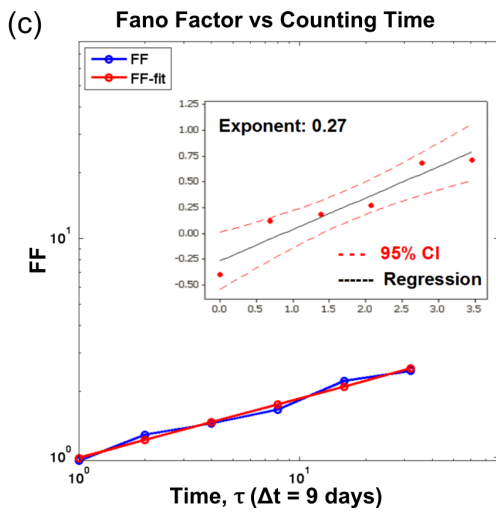 (c)
Fano Factor vs Counting Time
FF
FF-fit
1.25
1.00
0.75
0.50
0.25
0.00
-0.25
-0.50
Exponent: 0.27
95% CI
Regression
0.0 0.5 1.0 1.5 2.0 2.5 3.0 3.5
FF
10¹
10⁰
10⁰ 10¹
Time, τ (Δt = 9 days)